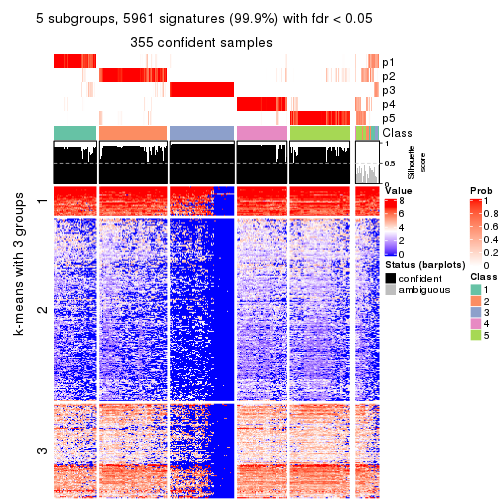 5 subgroups, 5961 signatures (99.9%) with fdr < 0.05
355 confident samples
p1
p2
p3
p4
p5
Class
1
0.5
0
Silhouette
score
k-means with 3 groups
1
2
3
Value
8
6
4
2
0
Status (barplots)
confident
ambiguous
Prob
1
0.8
0.6
0.4
0.2
0
Class
1
2
3
4
5